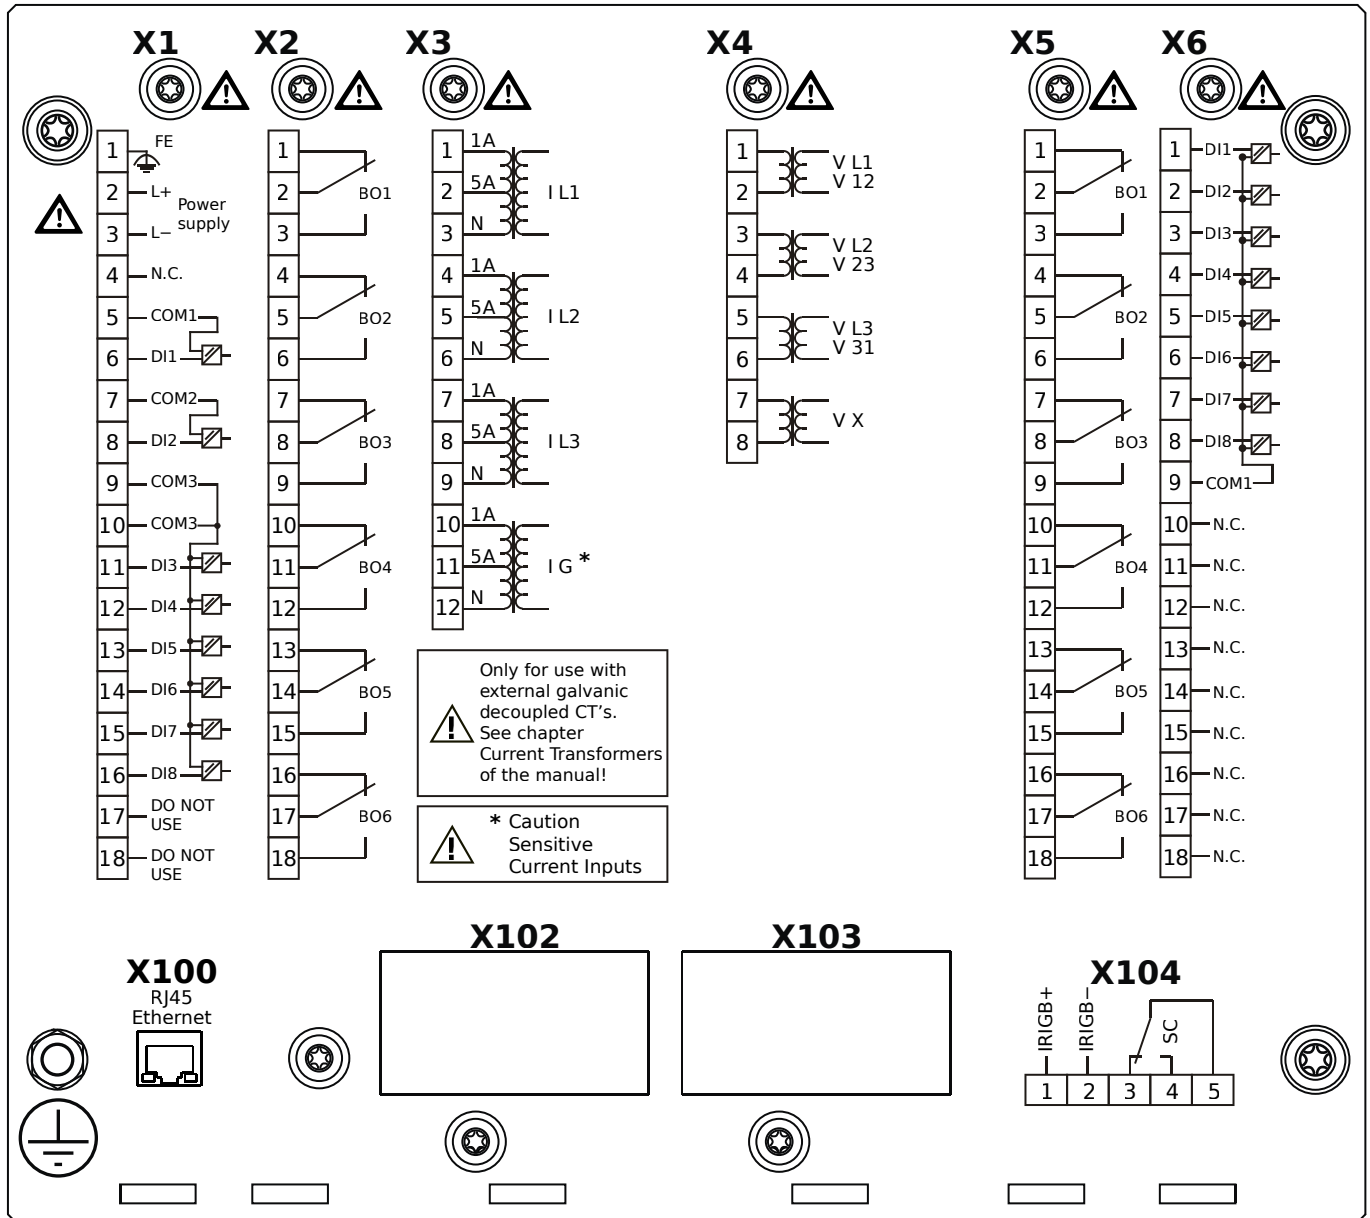 X1
X2
X3
X4
X5
X6
1 FE
2 L+
Power
supply
3 L−
4 N.C.
5 COM1
6 DI1
7 COM2
8 DI2
9 COM3
10 COM3
11 DI3
12 DI4
13 DI5
14 DI6
15 DI7
16 DI8
17 DO NOT
USE
18 DO NOT
USE
1
2 BO1
3
4
5 BO2
6
7
8 BO3
9
10
11 BO4
12
13
14 BO5
15
16
17 BO6
18
1 1A
2 5A I L1
3 N
4 1A
5 5A I L2
6 N
7 1A
8 5A I L3
9 N
10 1A
11 5A I G *
12 N
Only for use with
external galvanic
decoupled CT's.
See chapter
Current Transformers
of the manual!
* Caution
Sensitive
Current Inputs
1 V L1
2 V 12
3 V L2
4 V 23
5 V L3
6 V 31
7 V X
8
1
2 BO1
3
4
5 BO2
6
7
8 BO3
9
10
11 BO4
12
13
14 BO5
15
16
17 BO6
18
1 DI1
2 DI2
3 DI3
4 DI4
5 DI5
6 DI6
7 DI7
8 DI8
9 COM1
10 N.C.
11 N.C.
12 N.C.
13 N.C.
14 N.C.
15 N.C.
16 N.C.
17 N.C.
18 N.C.
X100
RJ45
Ethernet
X102
X103
X104
IRIGB+
IRIGB−
SC
1 2 3 4 5